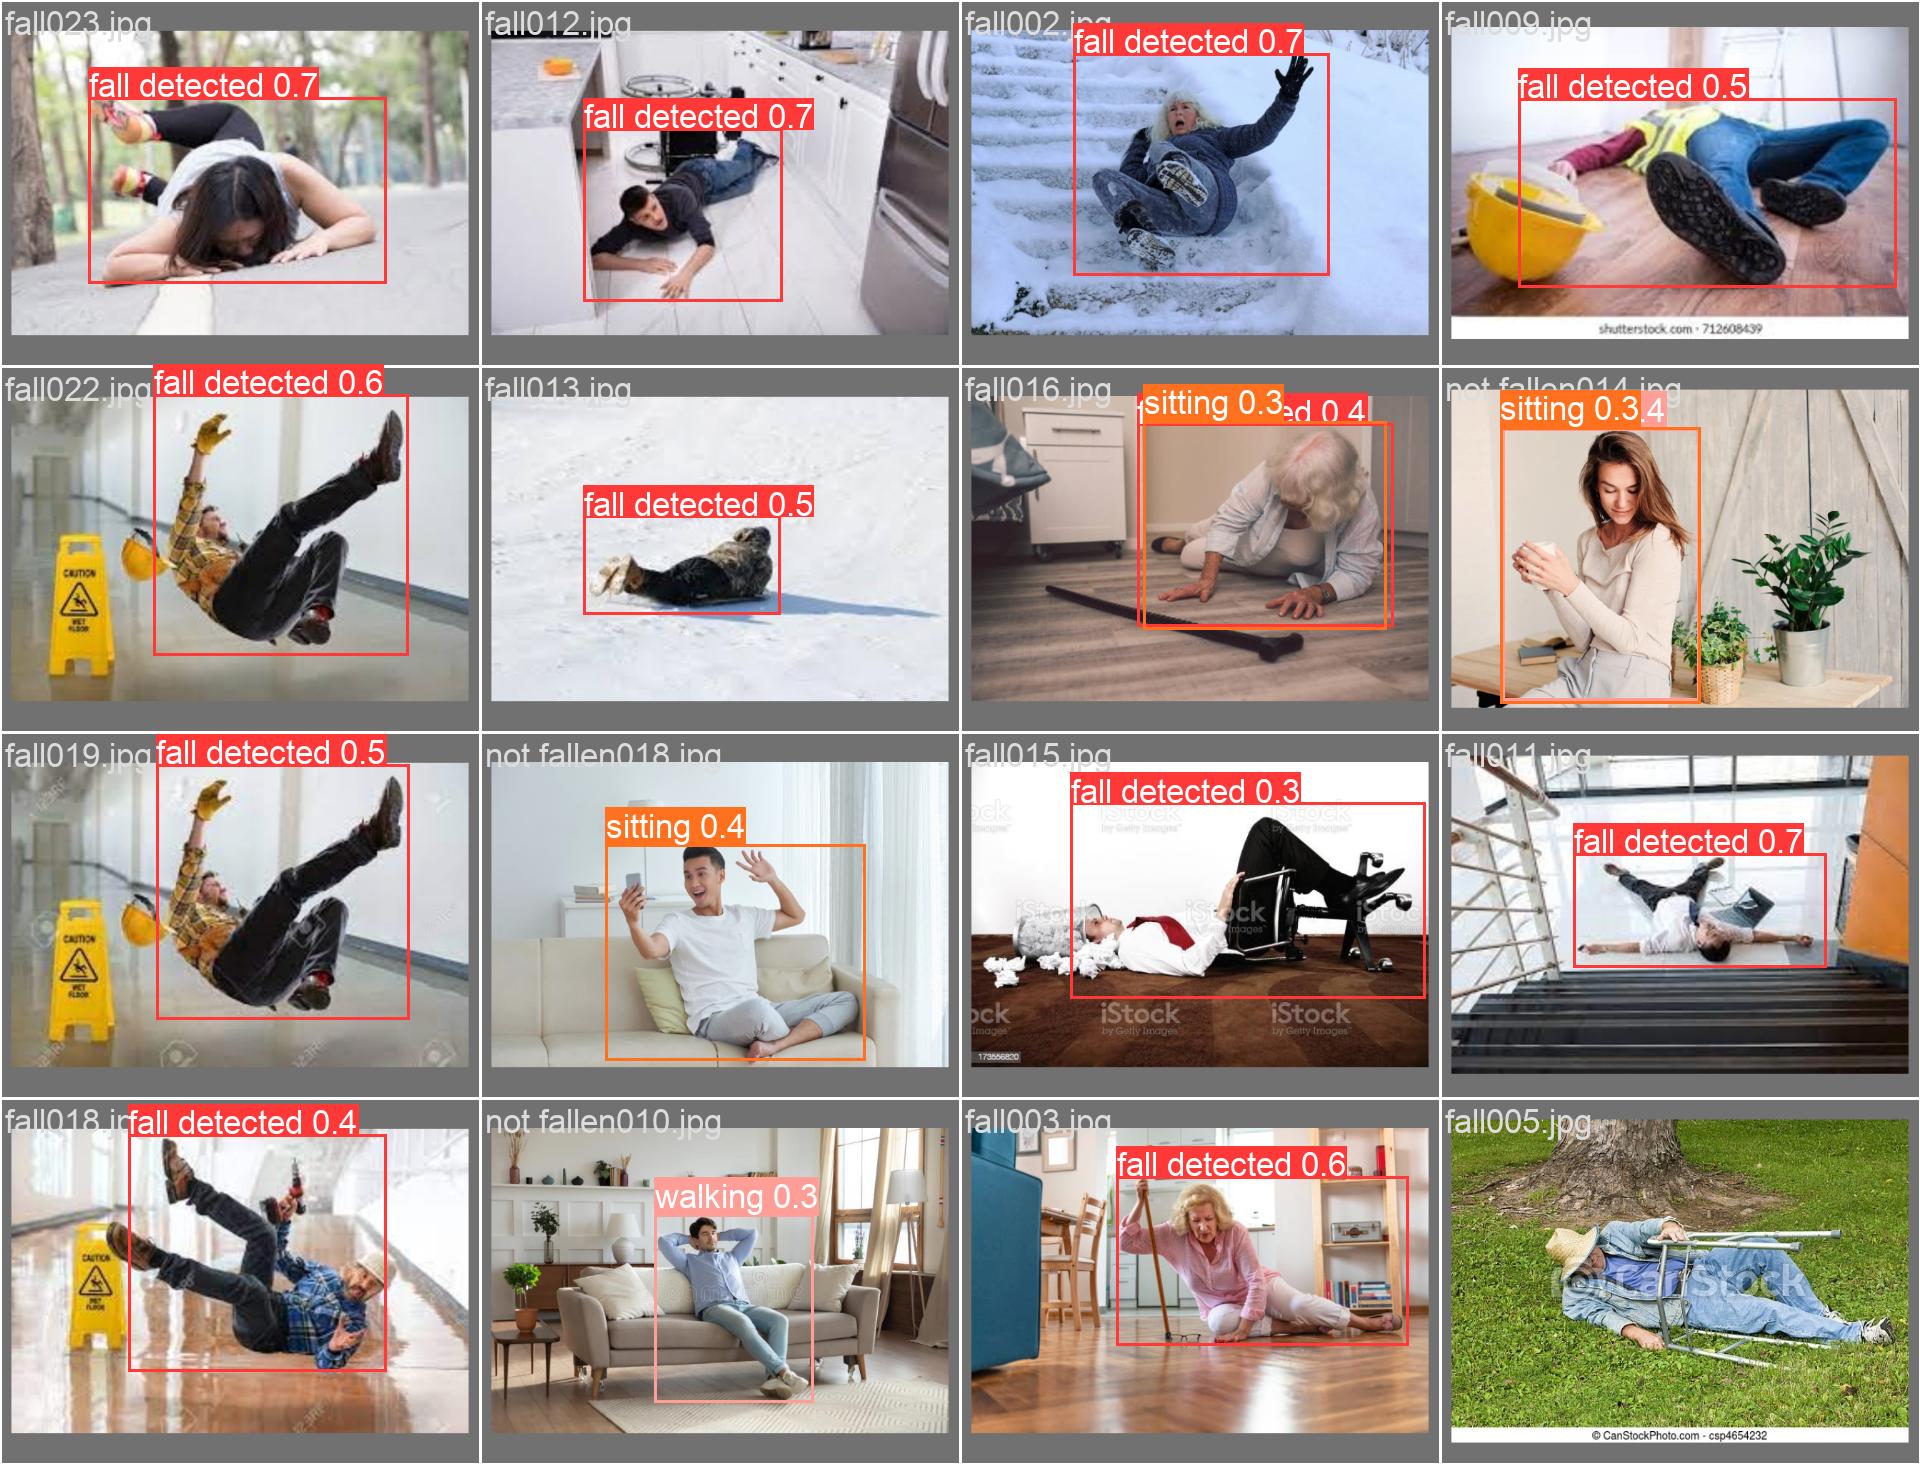 fall023.jpg
fall detected 0.7
fall012.jpg
fall detected 0.7
fall002.jpg
fall detected 0.7
fall009.jpg
fall detected 0.5
shutterstock.com · 712608439
fall022.jpg
fall detected 0.6
CAUTION
WET
FLOOR
fall013.jpg
fall detected 0.5
fall016.jpg
sitting 0.3
ed 0.4
not fallen014.jpg
sitting 0.3
.4
fall019.jpg
fall detected 0.5
CAUTION
WET
FLOOR
not fallen018.jpg
sitting 0.4
fall015.jpg
fall detected 0.3
iStock
by Getty Images
iStock
by Getty Images
173556820
fall011.jpg
fall detected 0.7
fall018.jp
fall detected 0.4
CAUTION
WET
FLOOR
not fallen010.jpg
walking 0.3
fall003.jpg
fall detected 0.6
fall005.jpg
CanStock
© CanStockPhoto.com - csp4654232